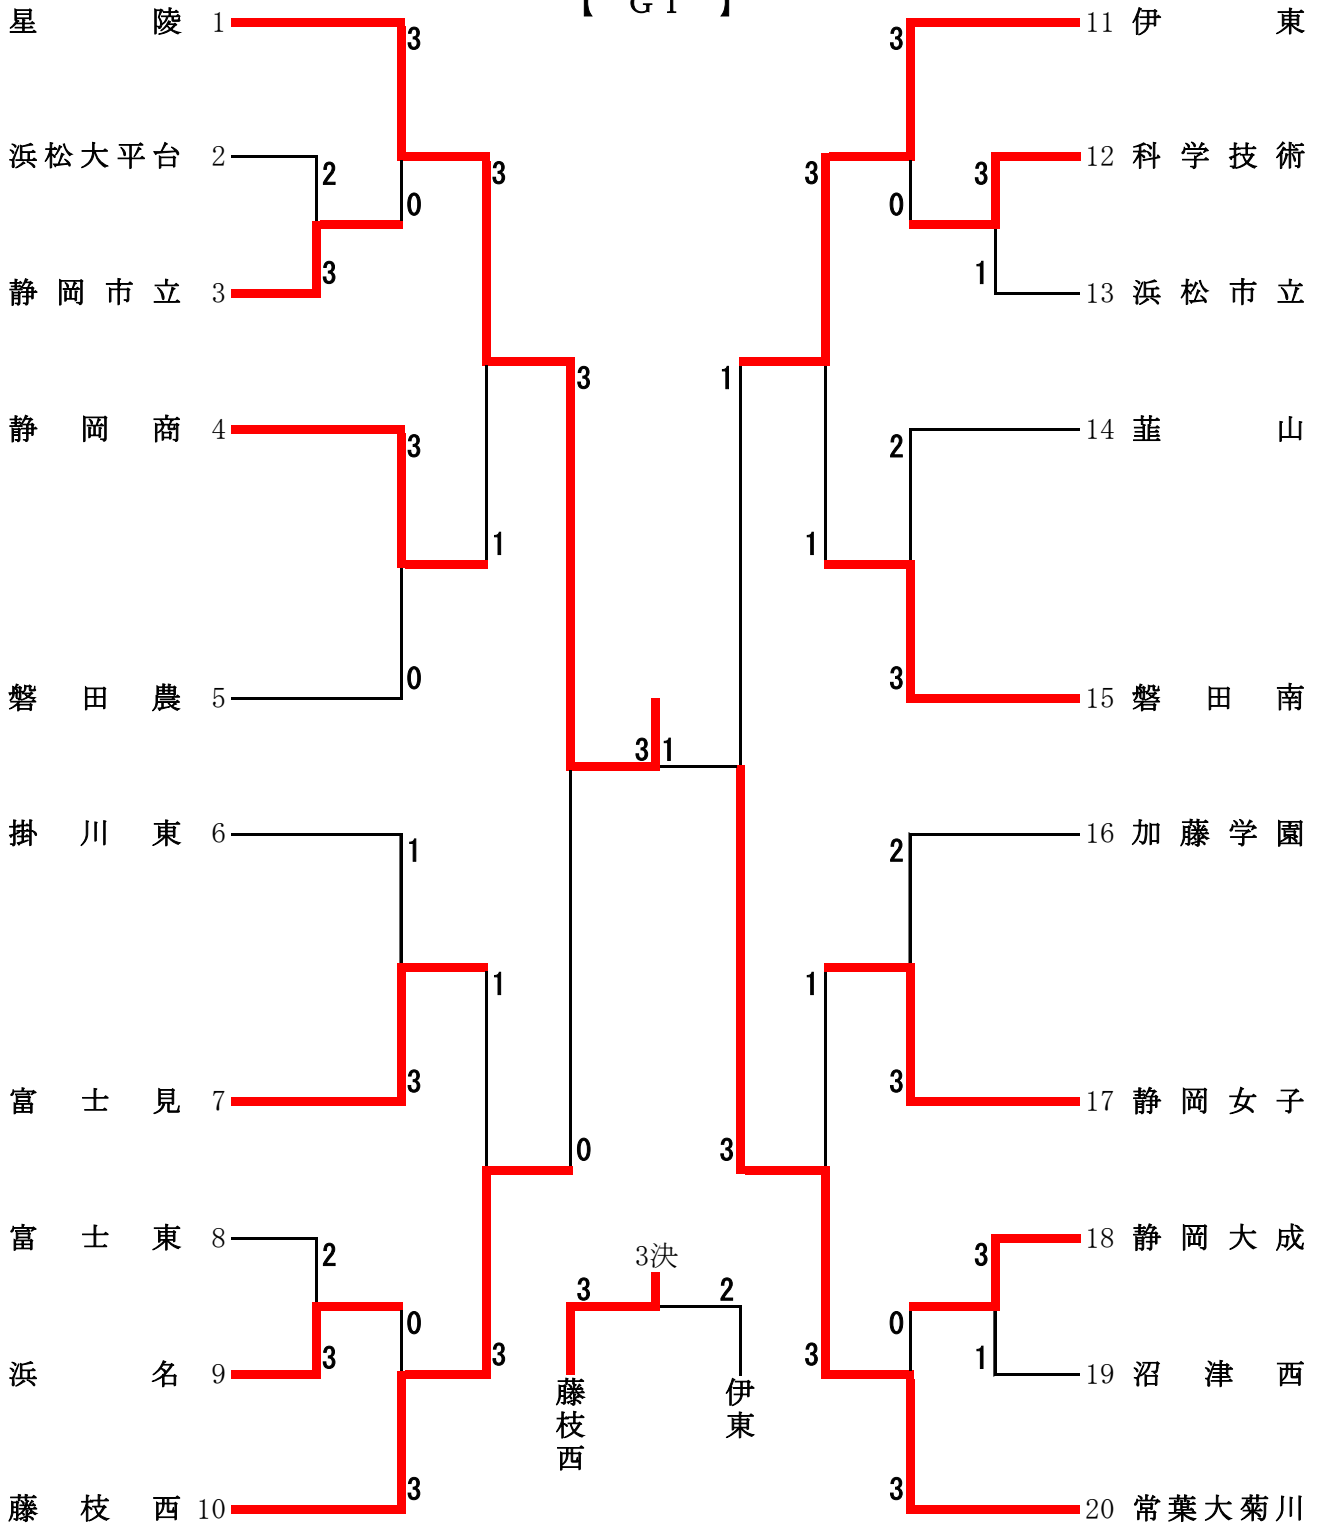 【 GT 】
星陵 1
浜松大平台 2
静岡市立 3
静岡商 4
磐田農 5
掛川東 6
富士見 7
富士東 8
浜名 9
藤枝西 10
3
2
0
3
3
3
1
0
3
1
1
3
0
2
0
3
3
3
3 1
3決
3 2
藤枝西
伊東
3
3
3
0
1
1
2
1
3
2
1
3
3
3
0
1
3
3
11 伊東
12 科学技術
13 浜松市立
14 韮山
15 磐田南
16 加藤学園
17 静岡女子
18 静岡大成
19 沼津西
20 常葉大菊川